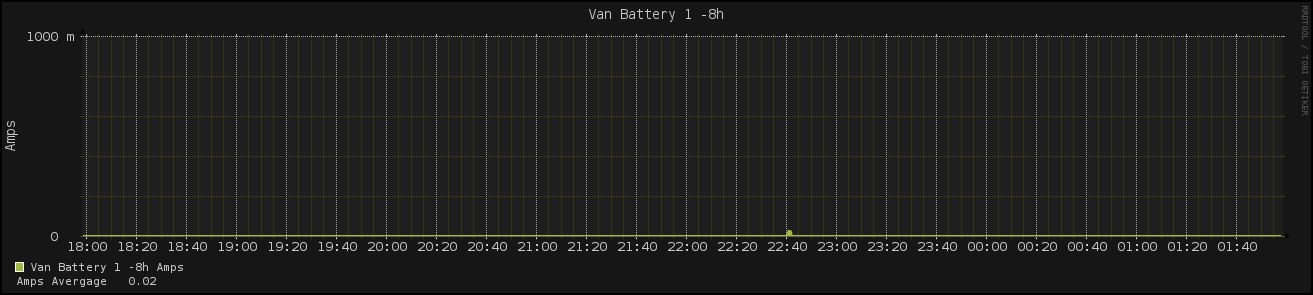 Van Battery 1 -8h
RRDTOOL / TOBI OETIKER
1000 m
Amps
0
18:00 18:20 18:40 19:00 19:20 19:40 20:00 20:20 20:40 21:00 21:20 21:40 22:00 22:20 22:40 23:00 23:20 23:40 00:00 00:20 00:40 01:00 01:20 01:40
Van Battery 1 -8h Amps
Amps Avergage 0.02